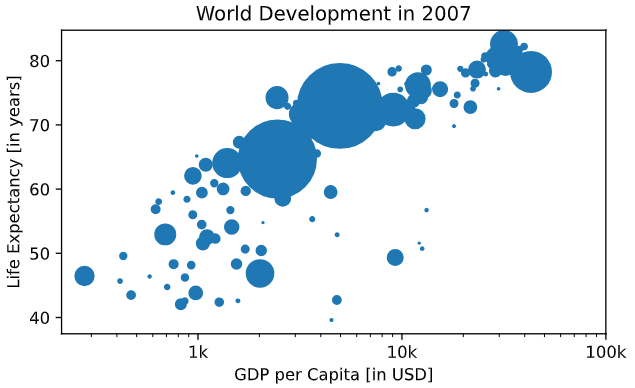 World Development in 2007
Life Expectancy [in years]
80
70
60
50
40
1k
10k
100k
GDP per Capita [in USD]